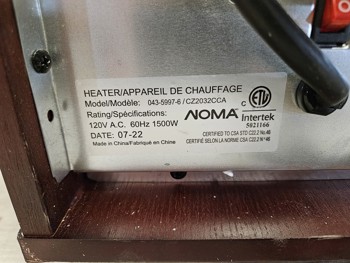 HEATER/APPAREIL DE CHAUFFAGE
Model/Modèle: 043-5997-6 / CZ2032CCA
Rating/Spécifications:
120V A.C. 60Hz 1500W
DATE: 07-22
Made in China/Fabriqué en Chine
NOMA
C ETL
Intertek
5021166
CERTIFIED TO CSA STD C22.2 No.46
CERTIFIÉ SELON LA NORME CSA C22.2 Nº46